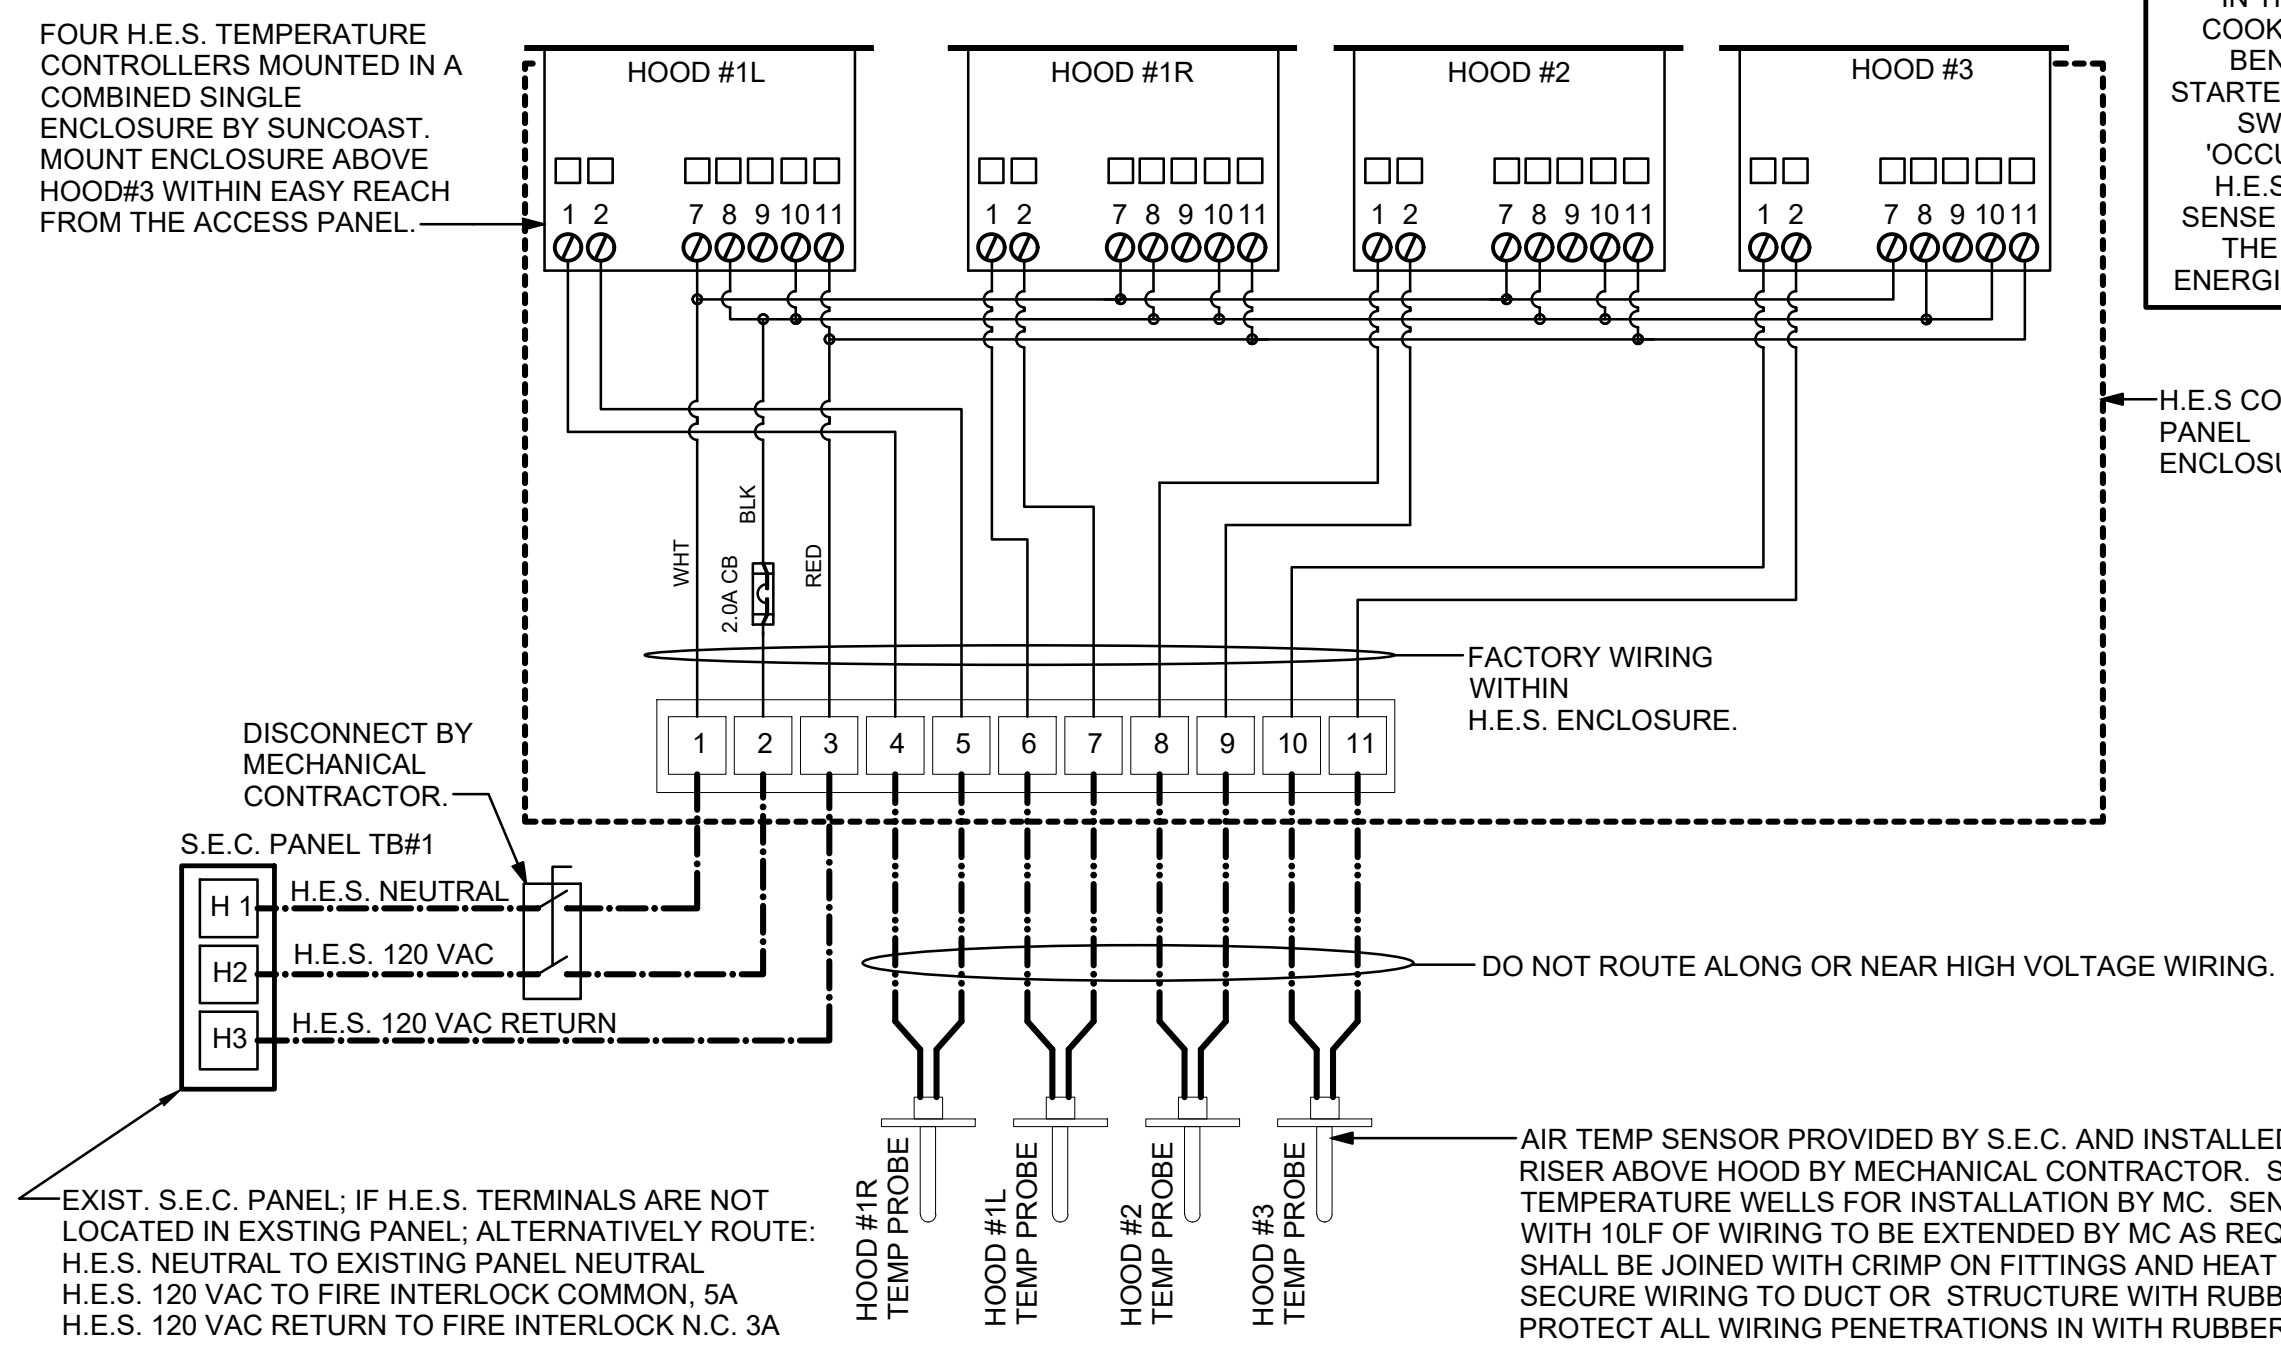 FOUR H.E.S. TEMPERATURE
CONTROLLERS MOUNTED IN A
COMBINED SINGLE
ENCLOSURE BY SUNCOAST.
MOUNT ENCLOSURE ABOVE
HOOD#3 WITHIN EASY REACH
FROM THE ACCESS PANEL.
HOOD #1L
1 2 7 8 9 10 11
HOOD #1R
1 2 7 8 9 10 11
HOOD #2
1 2 7 8 9 10 11
HOOD #3
1 2 7 8 9 10 11
COOK
BEN
STARTE
SW
'OCCU
H.E.S
SENSE
THE
ENERGI
H.E.S CO
PANEL
ENCLOSU
WHT
BLK
2.0A CB
RED
FACTORY WIRING
WITHIN
H.E.S. ENCLOSURE.
1 2 3 4 5 6 7 8 9 10 11
DISCONNECT BY
MECHANICAL
CONTRACTOR.
S.E.C. PANEL TB#1
H 1 H.E.S. NEUTRAL
H2 H.E.S. 120 VAC
H3 H.E.S. 120 VAC RETURN
DO NOT ROUTE ALONG OR NEAR HIGH VOLTAGE WIRING.
EXIST. S.E.C. PANEL; IF H.E.S. TERMINALS ARE NOT
LOCATED IN EXSTING PANEL; ALTERNATIVELY ROUTE:
H.E.S. NEUTRAL TO EXISTING PANEL NEUTRAL
H.E.S. 120 VAC TO FIRE INTERLOCK COMMON, 5A
H.E.S. 120 VAC RETURN TO FIRE INTERLOCK N.C. 3A
HOOD #1R
TEMP PROBE
HOOD #1L
TEMP PROBE
HOOD #2
TEMP PROBE
HOOD #3
TEMP PROBE
AIR TEMP SENSOR PROVIDED BY S.E.C. AND INSTALLED
RISER ABOVE HOOD BY MECHANICAL CONTRACTOR. S
TEMPERATURE WELLS FOR INSTALLATION BY MC. SEN
WITH 10LF OF WIRING TO BE EXTENDED BY MC AS REQ
SHALL BE JOINED WITH CRIMP ON FITTINGS AND HEAT
SECURE WIRING TO DUCT OR STRUCTURE WITH RUBB
PROTECT ALL WIRING PENETRATIONS IN WITH RUBBER